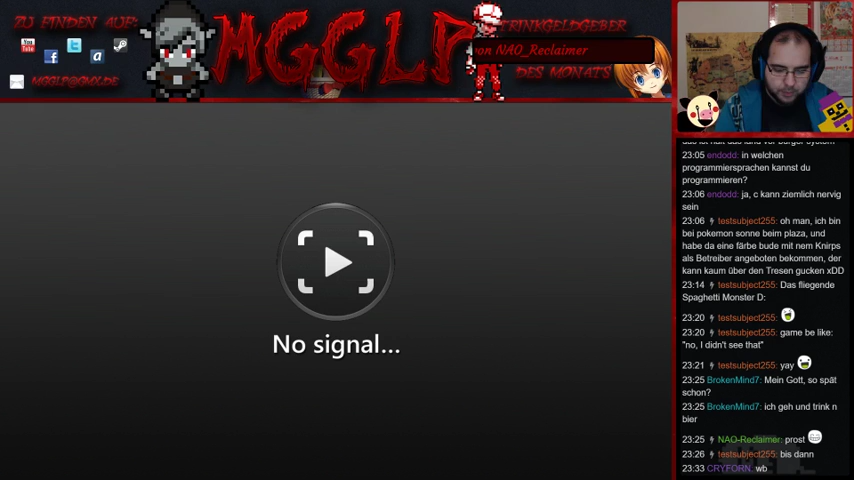 ZU FINDEN AUF:
You
Tube
MGGLP@GMX.DE
MGGLP
TRINKGELDGEBER
von NAO_Reclaimer
DES MONATS
No signal...
23:05 endodd: in welchen
programmiersprachen kannst du
programmieren?
23:06 endodd: ja, c kann ziemlich nervig
sein
23:06 testsubject255: oh man, ich bin
bei pokemon sonne beim plaza, und
habe da eine färbe bude mit nem Knirps
als Betreiber angeboten bekommen, der
kann kaum über den Tresen gucken xDD
23:14 testsubject255: Das fliegende
Spaghetti Monster D:
23:20 testsubject255:
23:20 testsubject255: game be like:
"no, I didn't see that"
23:21 testsubject255: yay
23:25 BrokenMind7: Mein Gott, so spät
schon?
23:25 BrokenMind7: ich geh und trink n
bier
23:25 NAO-Reclaimer: prost
23:26 testsubject255: bis dann
23:33 CRYFORN: wb